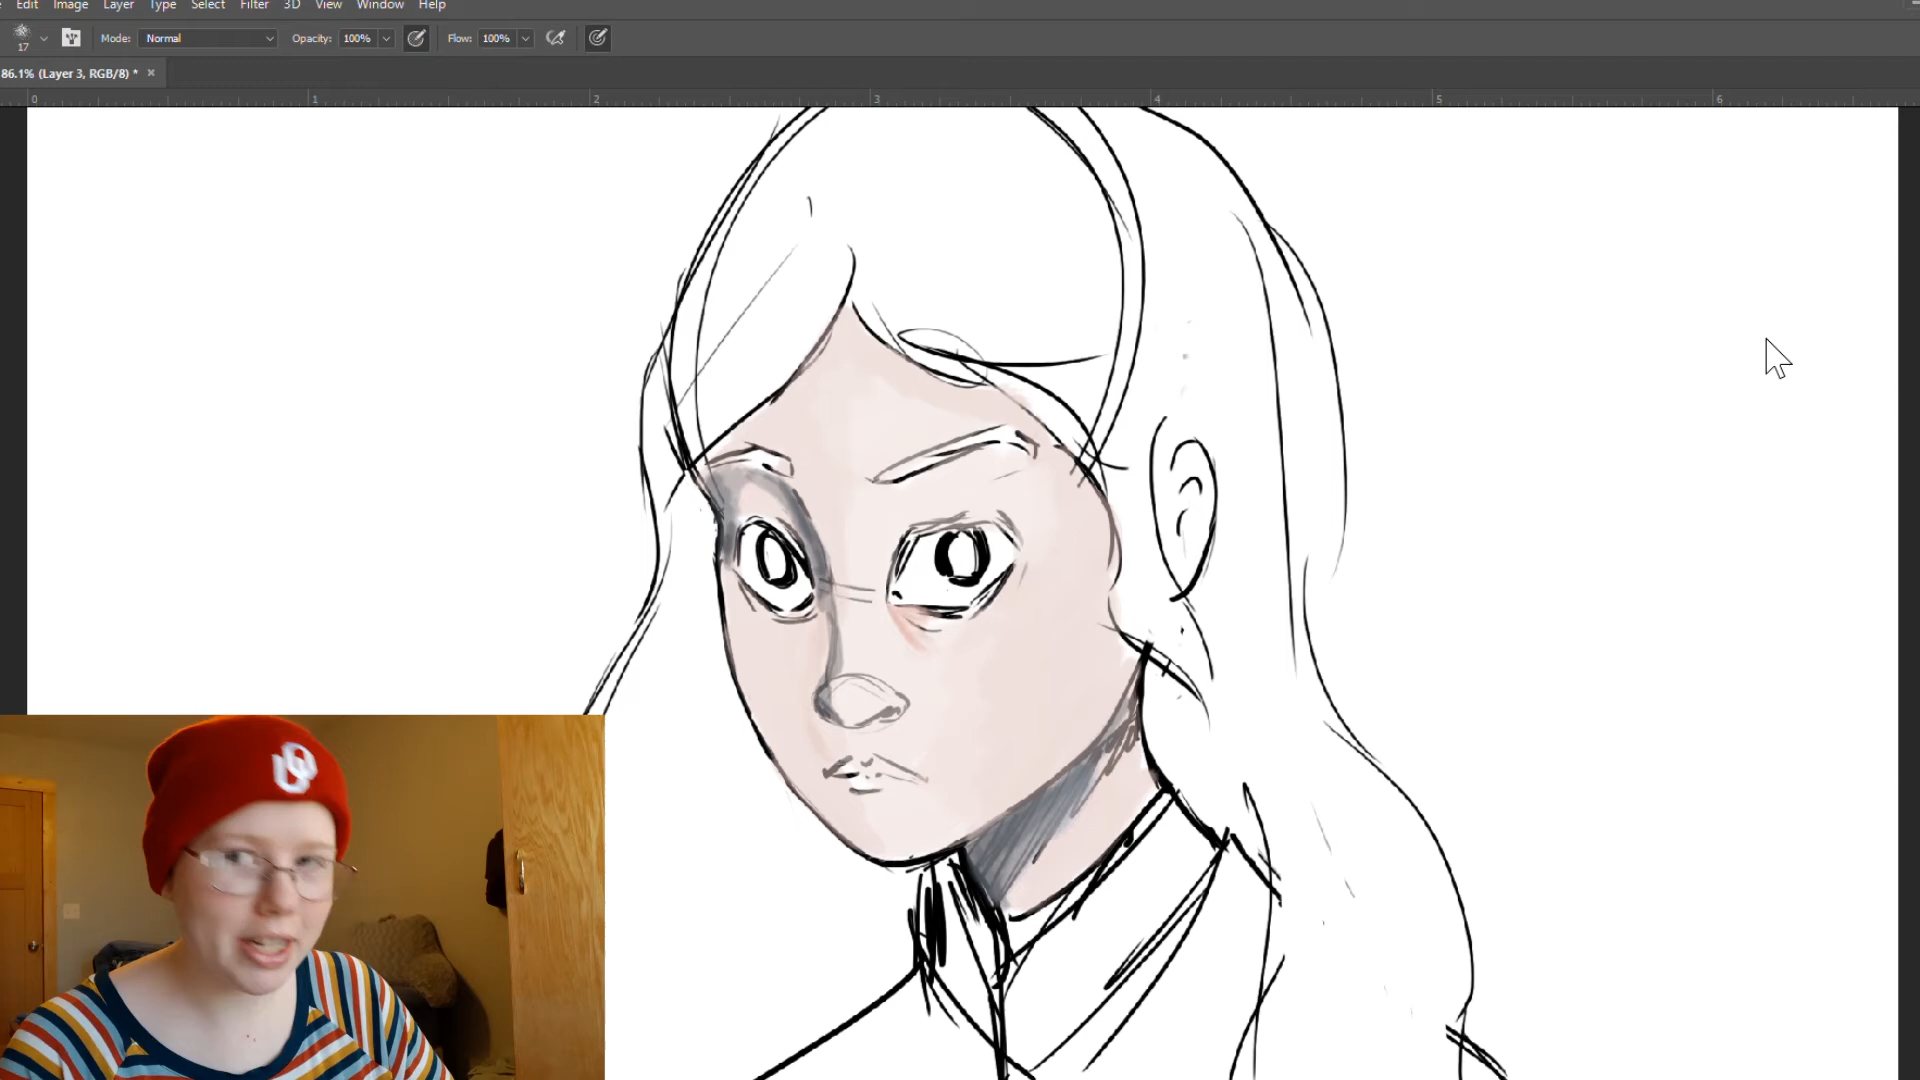 Edit Image Layer Type Select Filter 3D View Window Help
17 Mode: Normal Opacity: 100% Flow: 100%
86.1% (Layer 3, RGB/8) * ×
0 1 2 3 4 5 6